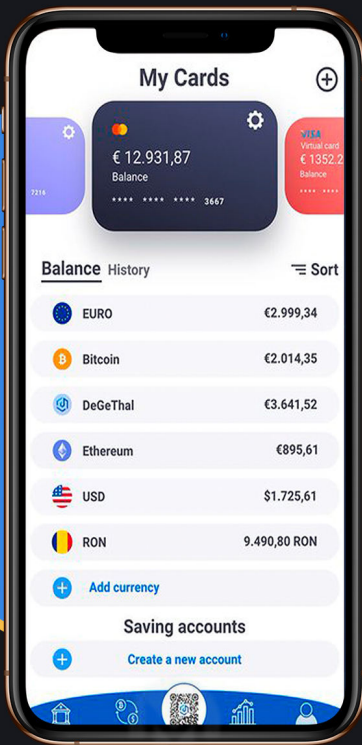 My Cards
7216
€ 12.931,87
Balance
**** **** **** 3667
VISA
Virtual card
€ 1352.2
Balance
**** ****
Balance History
Sort
EURO €2.999,34
Bitcoin €2.014,35
DeGeThal €3.641,52
Ethereum €895,61
USD $1.725,61
RON 9.490,80 RON
Add currency
Saving accounts
Create a new account